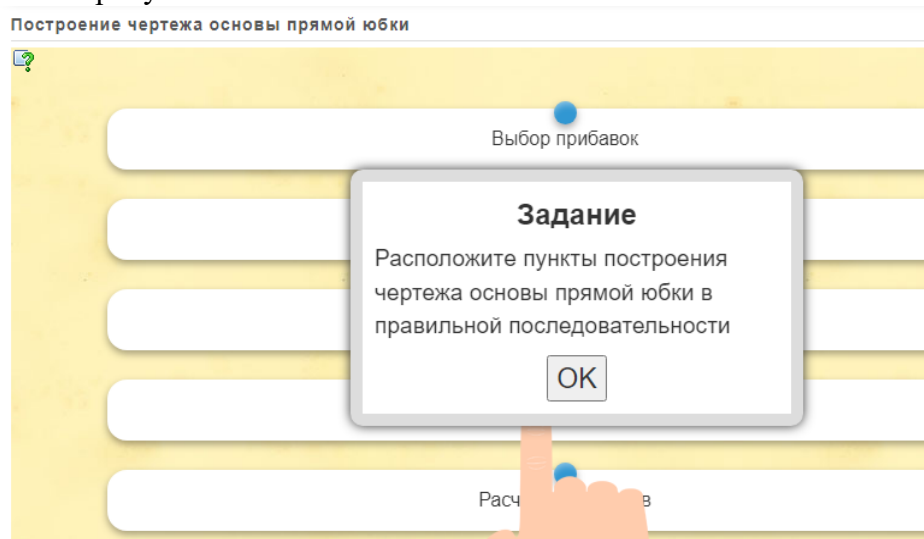 Построение чертежа основы прямой юбки
Выбор прибавок
Задание
Расположите пункты построения
чертежа основы прямой юбки в
правильной последовательности
OK